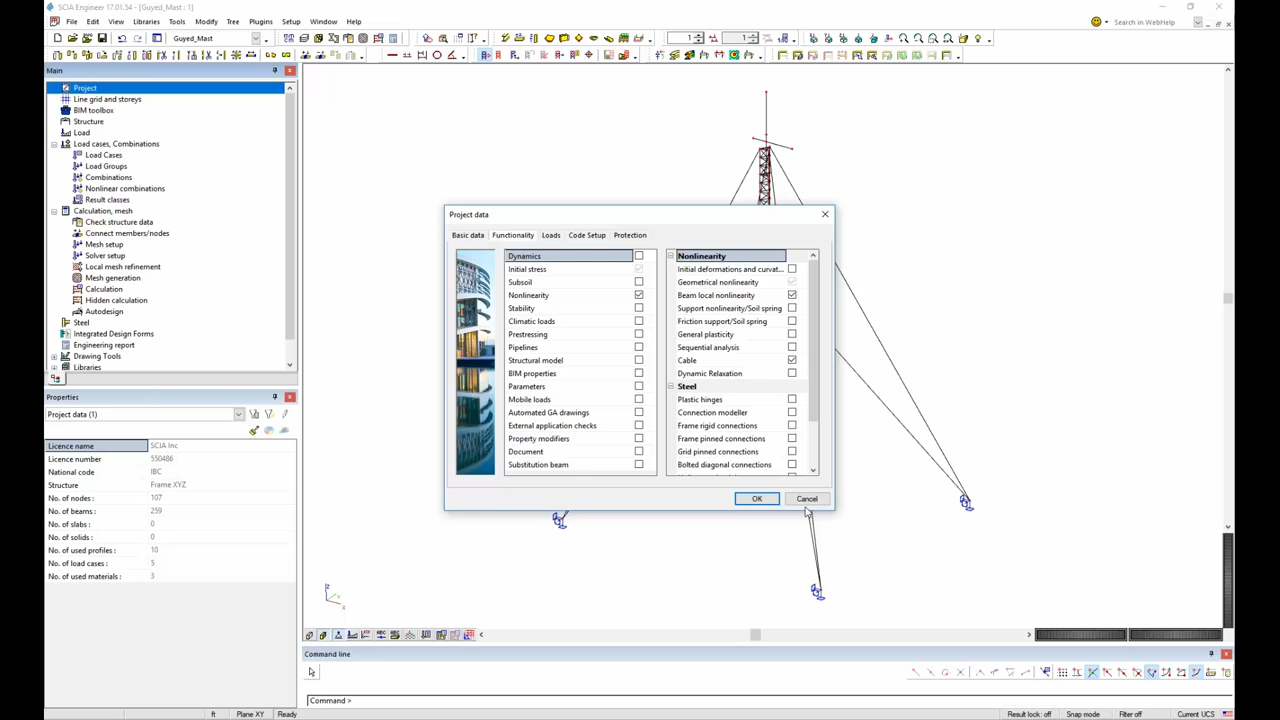 SCIA Engineer 17.01.54 - [Guyed_Mast : 1]
File Edit View Libraries Tools Modify Tree Plugins Setup Window Help
Search in WebHelp
Guyed_Mast
1
1
Main
Project
Line grid and storeys
BIM toolbox
Structure
Load
Load cases, Combinations
Load Cases
Load Groups
Combinations
Nonlinear combinations
Result classes
Calculation, mesh
Check structure data
Connect members/nodes
Mesh setup
Solver setup
Local mesh refinement
Mesh generation
Calculation
Hidden calculation
Autodesign
Steel
Integrated Design Forms
Engineering report
Drawing Tools
Libraries
Properties
Project data (1)
Licence name SCIA Inc
Licence number 550486
National code IBC
Structure Frame XYZ
No. of nodes : 107
No. of beams : 259
No. of slabs : 0
No. of solids : 0
No. of used profiles : 10
No. of load cases : 5
No. of used materials : 3
Project data
Basic data Functionality Loads Code Setup Protection
Dynamics
Initial stress
Subsoil
Nonlinearity
Stability
Climatic loads
Prestressing
Pipelines
Structural model
BIM properties
Parameters
Mobile loads
Automated GA drawings
External application checks
Property modifiers
Document
Substitution beam
Nonlinearity
Initial deformations and curvat...
Geometrical nonlinearity
Beam local nonlinearity
Support nonlinearity/Soil spring
Friction support/Soil spring
General plasticity
Sequential analysis
Cable
Dynamic Relaxation
Steel
Plastic hinges
Connection modeller
Frame rigid connections
Frame pinned connections
Grid pinned connections
Bolted diagonal connections
OK Cancel
Command line
Command >
ft Plane XY Ready
Result lock: off Snap mode Filter off Current UCS